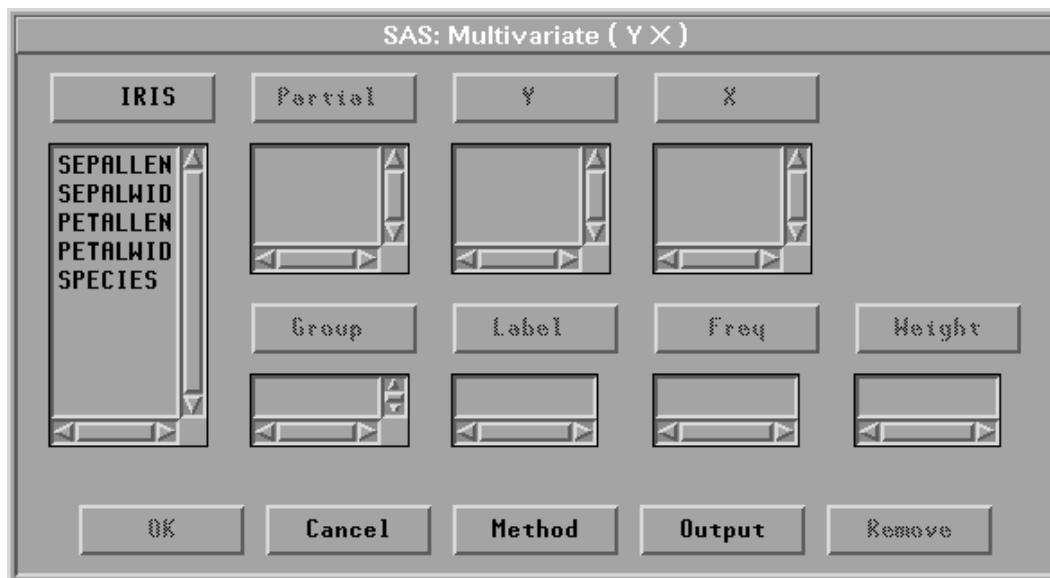 SAS: Multivariate ( Y X )
IRIS Partial Y X
SEPALLEN
SEPALWID
PETALLEN
PETALWID
SPECIES
Group Label Freq Weight
OK Cancel Method Output Remove